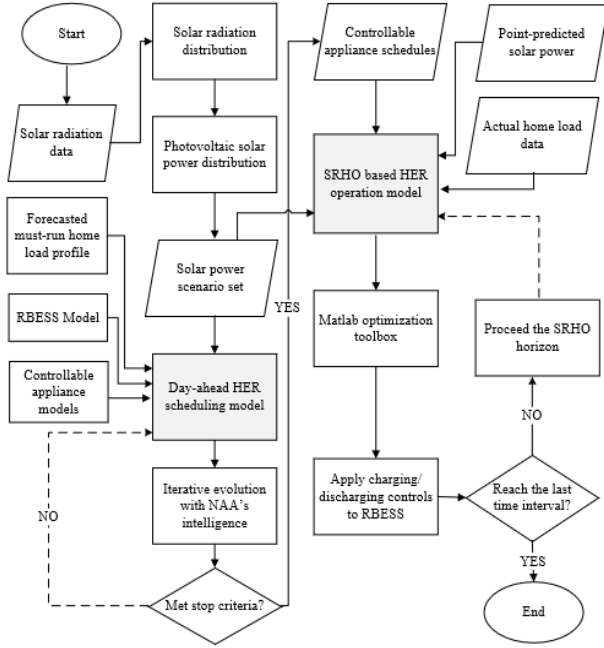 Start
Solar radiation
data
Solar radiation
distribution
Photovoltaic solar
power distribution
Solar power
scenario set
Forecasted
must-run home
load profile
RBESS Model
Controllable
appliance models
Day-ahead HER
scheduling model
Iterative evolution
with NAA's
intelligence
Met stop criteria?
NO
YES
Controllable
appliance schedules
Point-predicted
solar power
Actual home load
data
SRHO based HER
operation model
Matlab optimization
toolbox
Apply charging/
discharging controls
to RBESS
Reach the last
time interval?
NO
Proceed the SRHO
horizon
YES
End